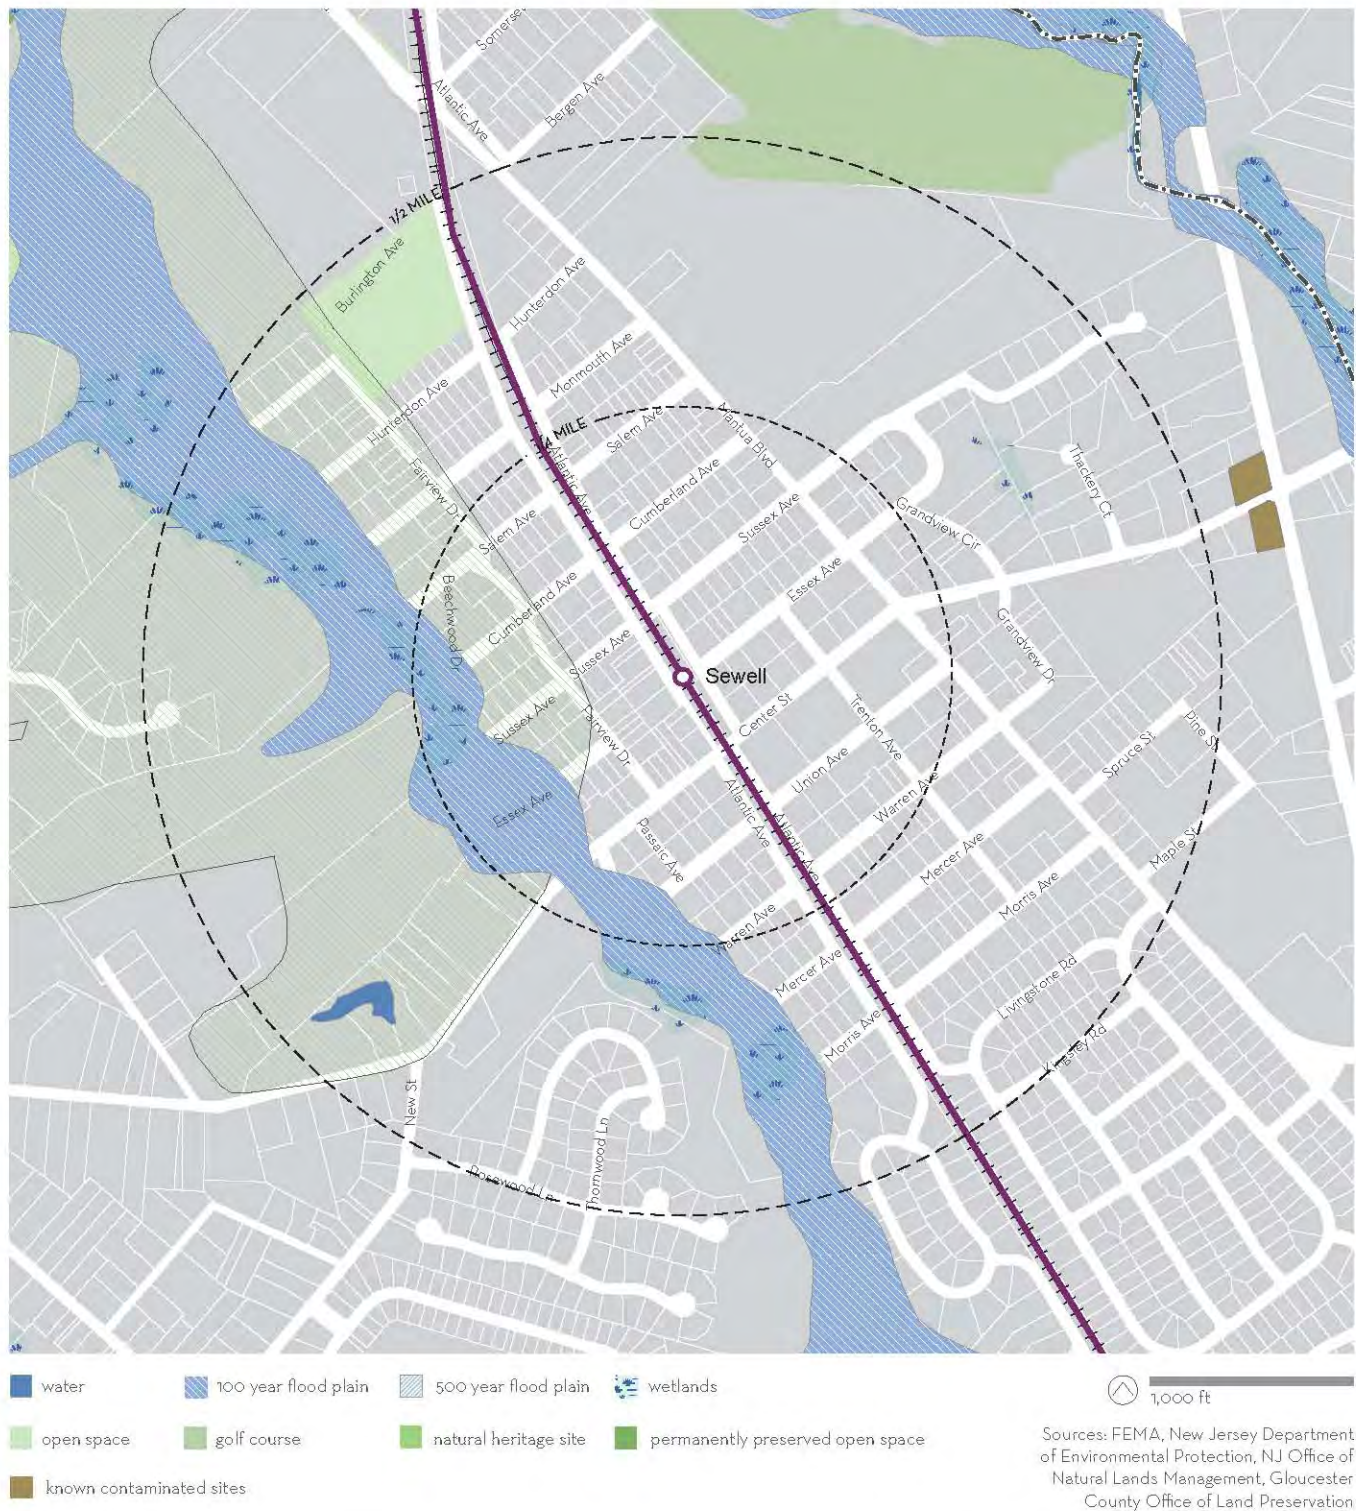 Somerset
Atlantic Ave
Bergen Ave
1/2 MILE
Burlington Ave
Hunterdon Ave
Monmouth Ave
Hunterdon Ave
1/4 MILE
Salem Ave
Mantua Blvd
Atlantic Ave
Fairview Dr
Cumberland Ave
Sussex Ave
Thackery Ct
Grandview Cir
Salem Ave
Essex Ave
Beechwood Dr
Cumberland Ave
Sussex Ave
Grandview Dr
Sewell
Sussex Ave
Fairview Dr
Center St
Trenton Ave
Pine St
Spruce St
Essex Ave
Union Ave
Warren Ave
Atlantic Ave
Atlantic Ave
Passaic Ave
Mercer Ave
Maple St
Morris Ave
Warren Ave
Mercer Ave
Livingstone Rd
Morris Ave
Kingsley Rd
New St
Thornwood Ln
Rosewood Ln
water
100 year flood plain
500 year flood plain
wetlands
1,000 ft
open space
golf course
natural heritage site
permanently preserved open space
known contaminated sites
Sources: FEMA, New Jersey Department
of Environmental Protection, NJ Office of
Natural Lands Management, Gloucester
County Office of Land Preservation